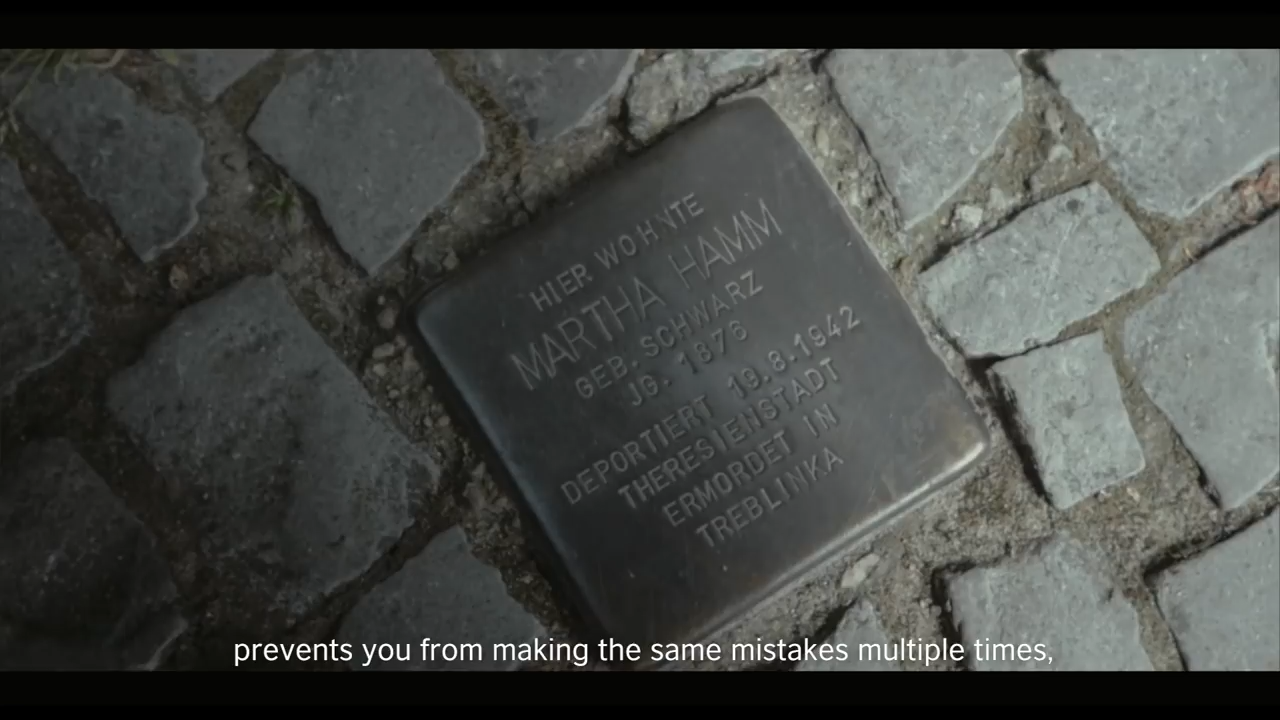 HIER WOHNTE
MARTHA HAMM
GEB. SCHWARZ
JG. 1876
DEPORTIERT 19.8.1942
THERESIENSTADT
ERMORDET IN
TREBLINKA
prevents you from making the same mistakes multiple times,